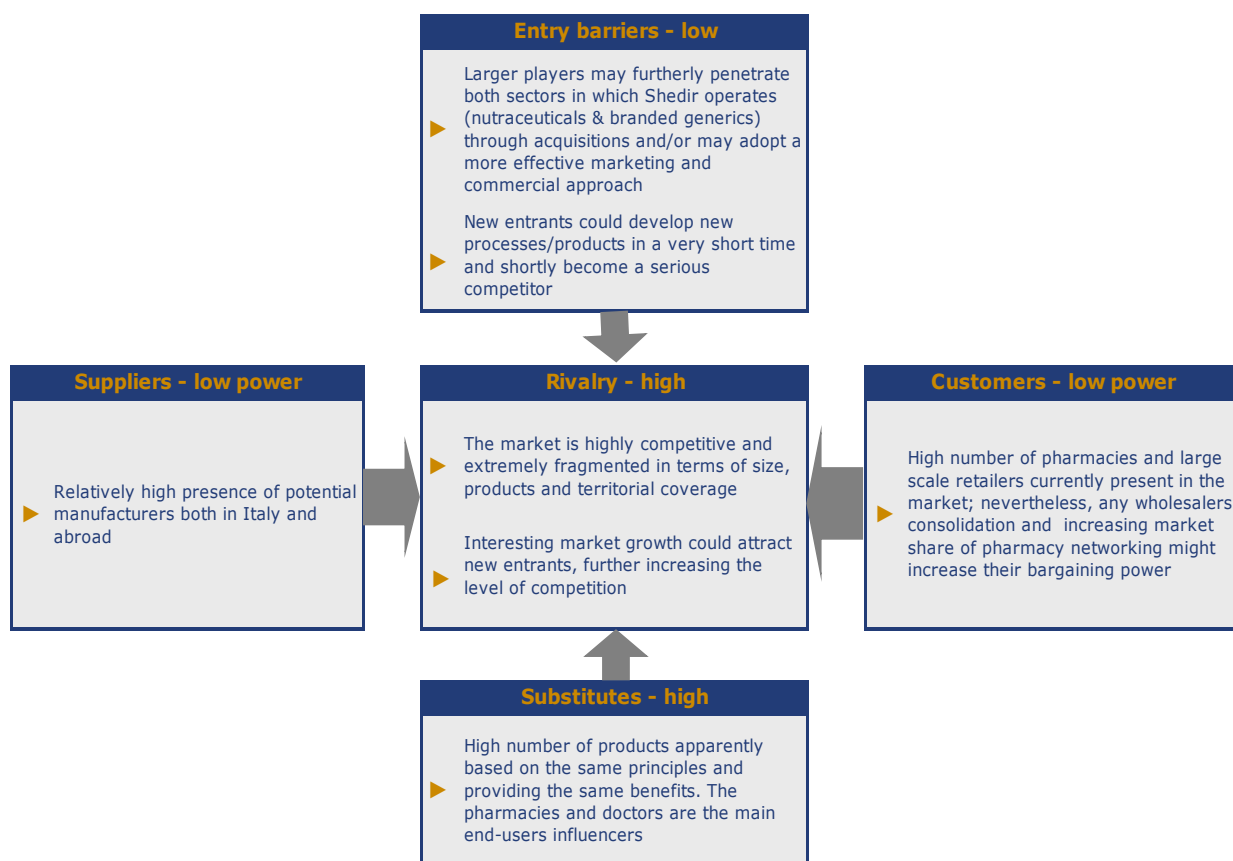 Entry barriers - low
Larger players may furtherly penetrate
both sectors in which Shedir operates
(nutraceuticals & branded generics)
through acquisitions and/or may adopt a
more effective marketing and
commercial approach
New entrants could develop new
processes/products in a very short time
and shortly become a serious
competitor
Suppliers - low power
Relatively high presence of potential
manufacturers both in Italy and
abroad
Rivalry - high
The market is highly competitive and
extremely fragmented in terms of size,
products and territorial coverage
Interesting market growth could attract
new entrants, further increasing the
level of competition
Customers - low power
High number of pharmacies and large
scale retailers currently present in the
market; nevertheless, any wholesalers
consolidation and increasing market
share of pharmacy networking might
increase their bargaining power
Substitutes - high
High number of products apparently
based on the same principles and
providing the same benefits. The
pharmacies and doctors are the main
end-users influencers